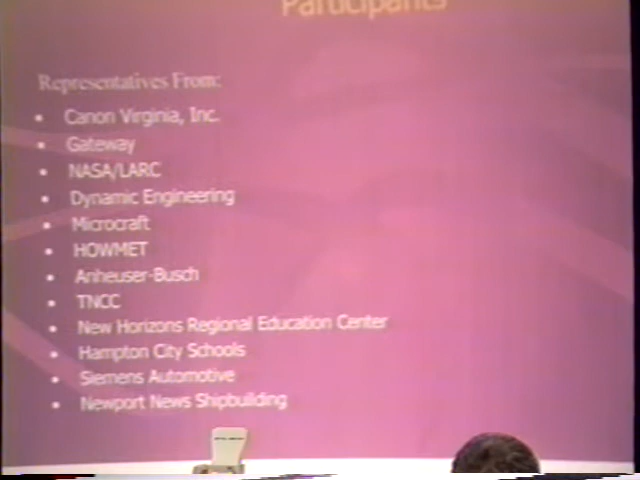 Participants
Representatives From:
• Canon Virginia, Inc.
• Gateway
• NASA/LARC
• Dynamic Engineering
• Microcraft
• HOWMET
• Anheuser-Busch
• TNCC
• New Horizons Regional Education Center
• Hampton City Schools
• Siemens Automotive
• Newport News Shipbuilding